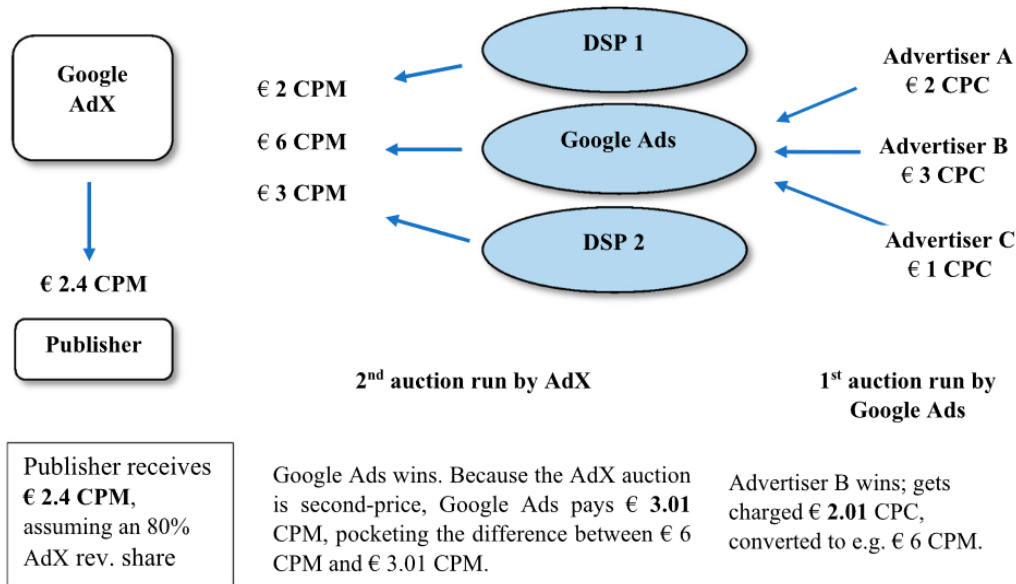 Google
AdX
€ 2.4 CPM
Publisher
DSP 1
Google Ads
DSP 2
€ 2 CPM
€ 6 CPM
€ 3 CPM
Advertiser A
€ 2 CPC
Advertiser B
€ 3 CPC
Advertiser C
€ 1 CPC
2nd auction run by AdX
1st auction run by
Google Ads
Publisher receives
€ 2.4 CPM,
assuming an 80%
AdX rev. share
Google Ads wins. Because the AdX auction
is second-price, Google Ads pays € 3.01
CPM, pocketing the difference between € 6
CPM and € 3.01 CPM.
Advertiser B wins; gets
charged € 2.01 CPC,
converted to e.g. € 6 CPM.